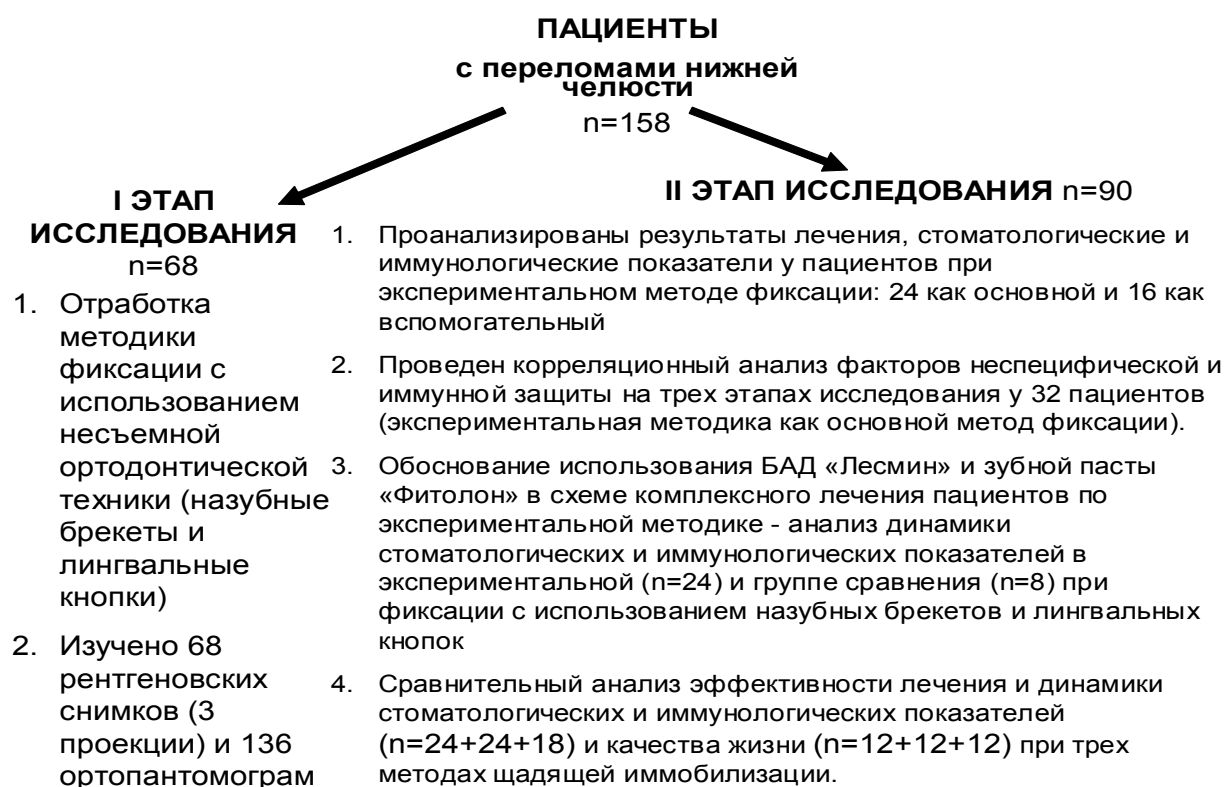 ПАЦИЕНТЫ
с переломами нижней
челюсти
n=158
I ЭТАП
ИССЛЕДОВАНИЯ
n=68
1. Отработка
методики
фиксации с
использованием
несъемной
ортодонтической
техники (назубные
брекеты и
лингвальные
кнопки)
2. Изучено 68
рентгеновских
снимков (3
проекции) и 136
ортопантомограм
II ЭТАП ИССЛЕДОВАНИЯ n=90
1. Проанализированы результаты лечения, стоматологические и
иммунологические показатели у пациентов при
экспериментальном методе фиксации: 24 как основной и 16 как
вспомогательный
2. Проведен корреляционный анализ факторов неспецифической и
иммунной защиты на трех этапах исследования у 32 пациентов
(экспериментальная методика как основной метод фиксации).
3. Обоснование использования БАД «Лесмин» и зубной пасты
«Фитолон» в схеме комплексного лечения пациентов по
экспериментальной методике - анализ динамики
стоматологических и иммунологических показателей в
экспериментальной (n=24) и группе сравнения (n=8) при
фиксации с использованием назубных брекетов и лингвальных
кнопок
4. Сравнительный анализ эффективности лечения и динамики
стоматологических и иммунологических показателей
(n=24+24+18) и качества жизни (n=12+12+12) при трех
методах щадящей иммобилизации.